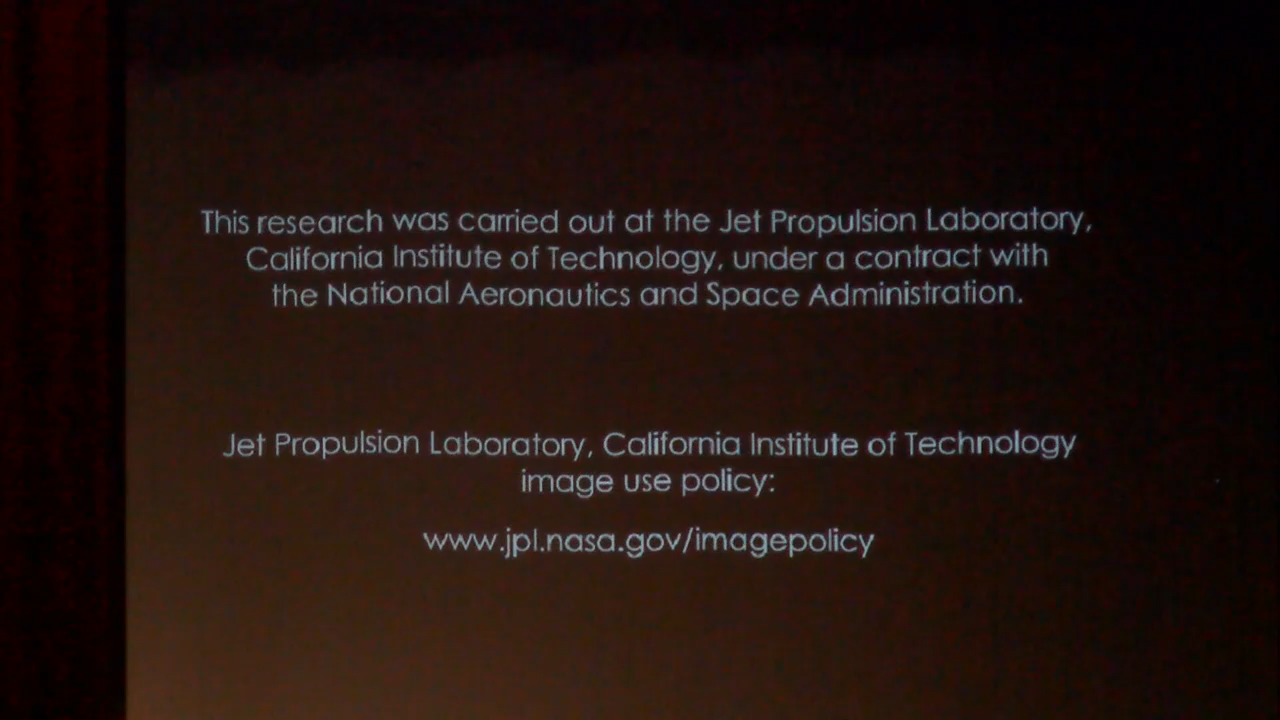 This research was carried out at the Jet Propulsion Laboratory,
California Institute of Technology, under a contract with
the National Aeronautics and Space Administration.
Jet Propulsion Laboratory, California Institute of Technology
image use policy:
www.jpl.nasa.gov/imagepolicy